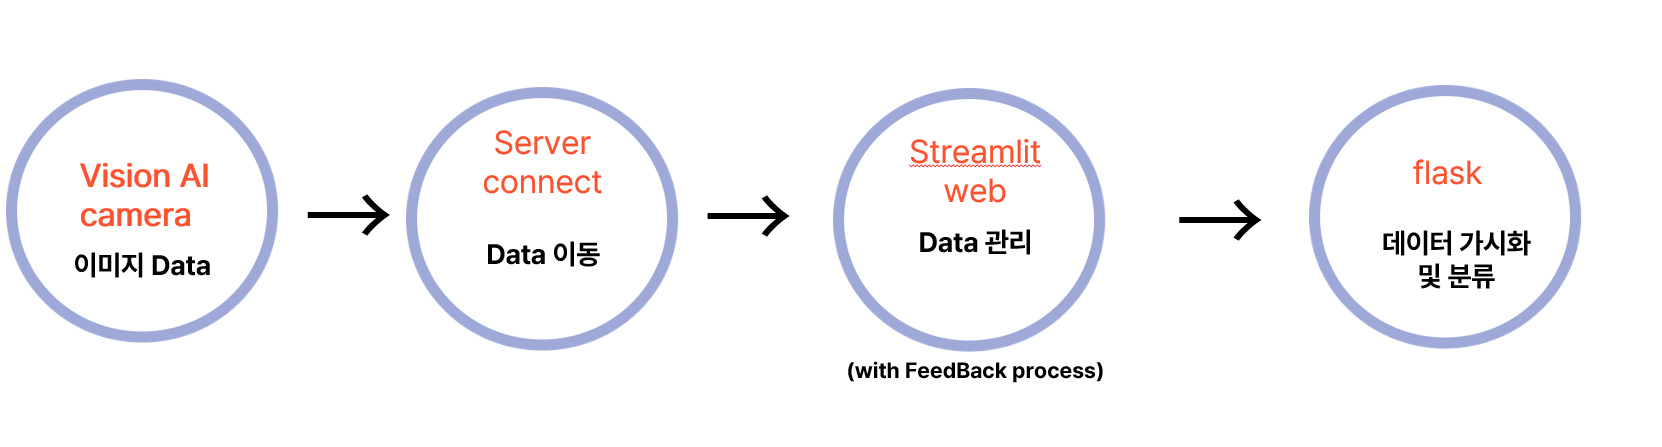 Vision AI
camera
이미지 Data
Server
connect
Data 이동
Streamlit
web
Data 관리
(with FeedBack process)
flask
데이터 가시화
및 분류